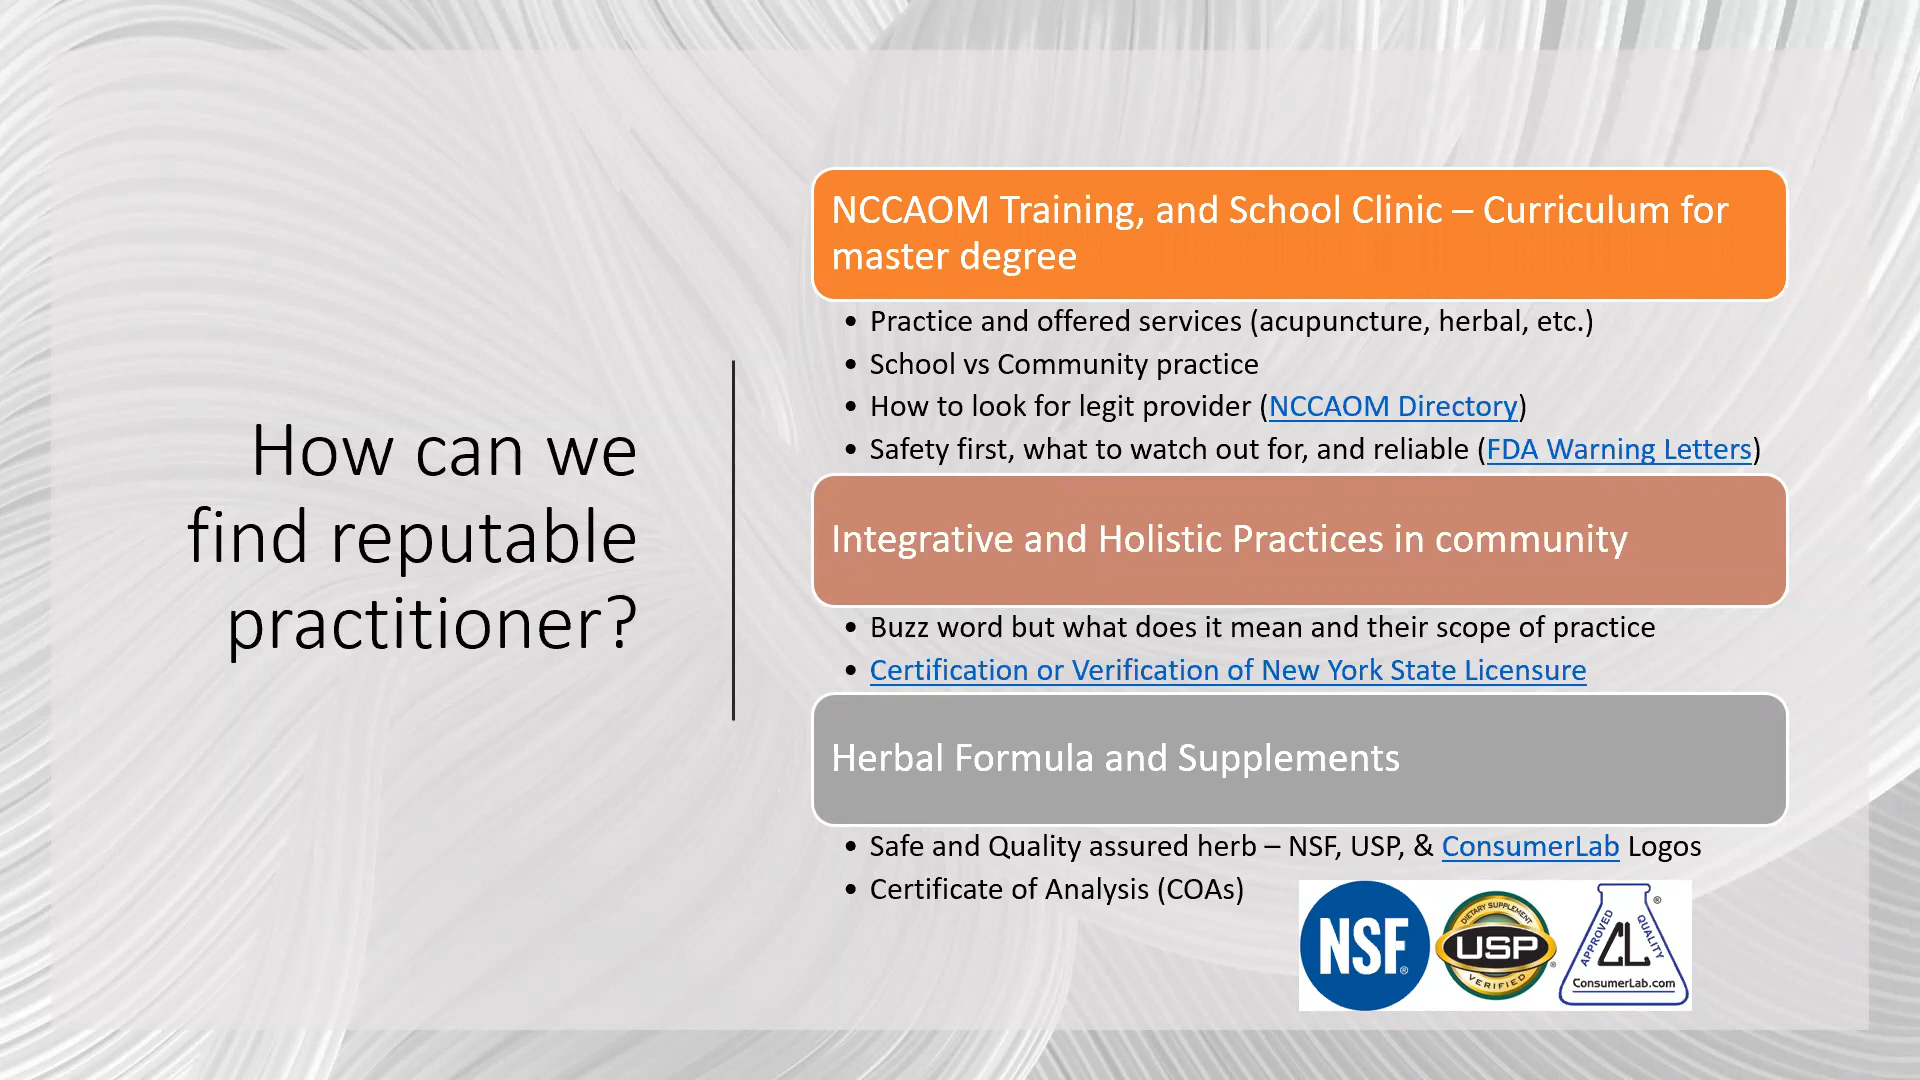 How can we
find reputable
practitioner?
NCCAOM Training, and School Clinic – Curriculum for
master degree
• Practice and offered services (acupuncture, herbal, etc.)
• School vs Community practice
• How to look for legit provider (NCCAOM Directory)
• Safety first, what to watch out for, and reliable (FDA Warning Letters)
Integrative and Holistic Practices in community
• Buzz word but what does it mean and their scope of practice
• Certification or Verification of New York State Licensure
Herbal Formula and Supplements
• Safe and Quality assured herb – NSF, USP, & ConsumerLab Logos
• Certificate of Analysis (COAs)
NSF®
DIETARY SUPPLEMENT
USP
VERIFIED
®
APPROVED
QUALITY
CL
ConsumerLab.com
®